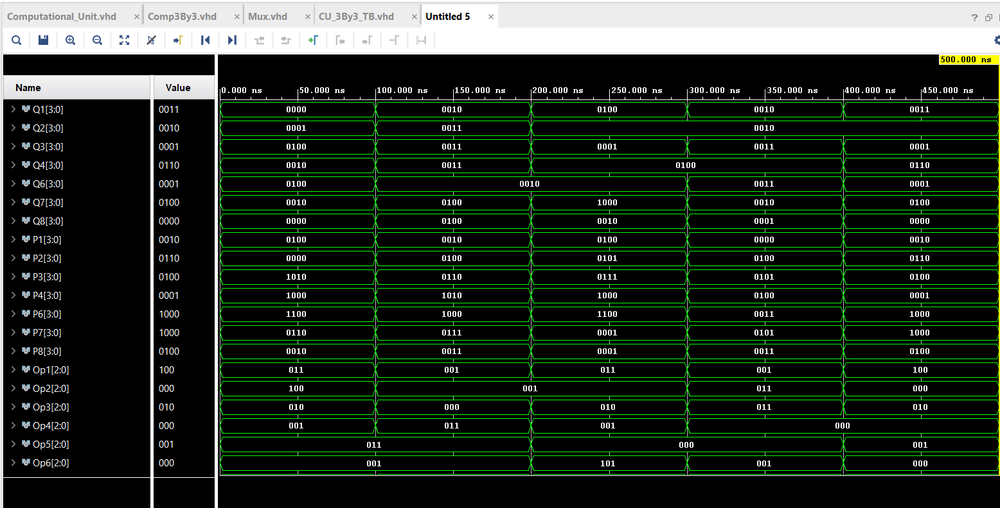 Computational_Unit.vhd × Comp3By3.vhd × Mux.vhd × CU_3By3_TB.vhd × Untitled 5 × ?
500.000 ns
Name Value
0.000 ns 50.000 ns 100.000 ns 150.000 ns 200.000 ns 250.000 ns 300.000 ns 350.000 ns 400.000 ns 450.000 ns
Q1[3:0] 0011 0000 0010 0100 0010 0011
Q2[3:0] 0010 0001 0011 0010
Q3[3:0] 0001 0100 0011 0001 0011 0001
Q4[3:0] 0110 0010 0011 0100 0110
Q6[3:0] 0001 0100 0010 0011 0001
Q7[3:0] 0100 0010 0100 1000 0010 0100
Q8[3:0] 0000 0000 0100 0010 0001 0000
P1[3:0] 0010 0100 0010 0100 0000 0010
P2[3:0] 0110 0000 0100 0101 0100 0110
P3[3:0] 0100 1010 0110 0111 0101 0100
P4[3:0] 0001 1000 1010 1000 0100 0001
P6[3:0] 1000 1100 1000 1100 0011 1000
P7[3:0] 1000 0110 0111 0001 0101 1000
P8[3:0] 0100 0010 0011 0001 0011 0100
Op1[2:0] 100 011 001 011 001 100
Op2[2:0] 000 100 001 011 000
Op3[2:0] 010 010 000 010 011 010
Op4[2:0] 000 001 011 001 000
Op5[2:0] 001 011 000 001
Op6[2:0] 000 001 101 001 000